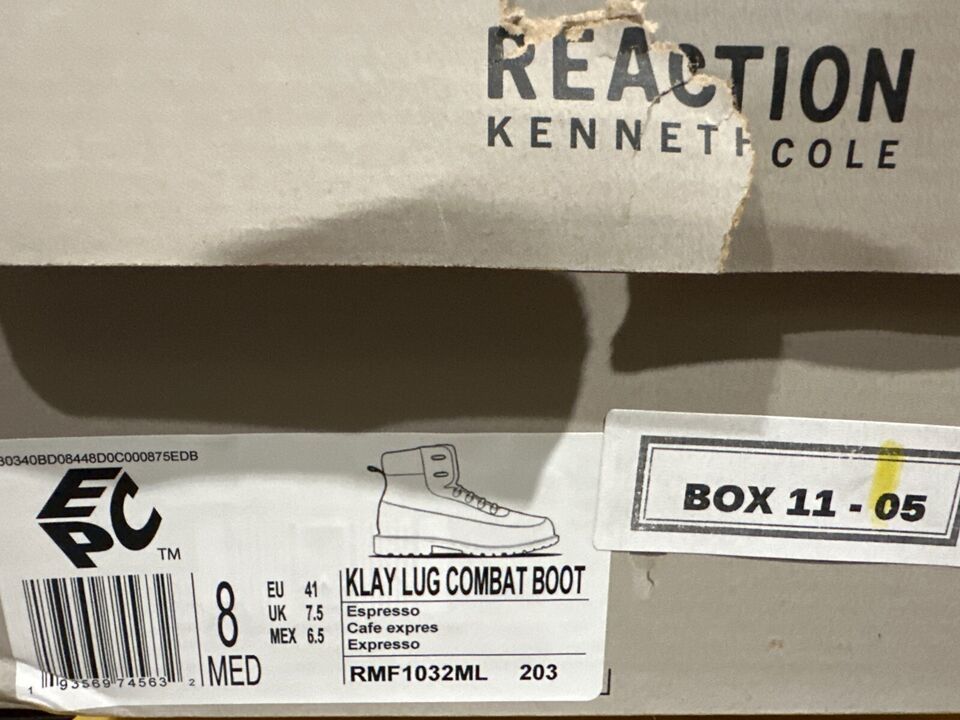 REACTION
KENNETH COLE
30340BD08448D0C000875EDB
EPC
TM
BOX 11 - 05
8
MED
EU 41
UK 7.5
MEX 6.5
KLAY LUG COMBAT BOOT
Espresso
Cafe expres
Expresso
RMF1032ML 203
1 93569 74563 2